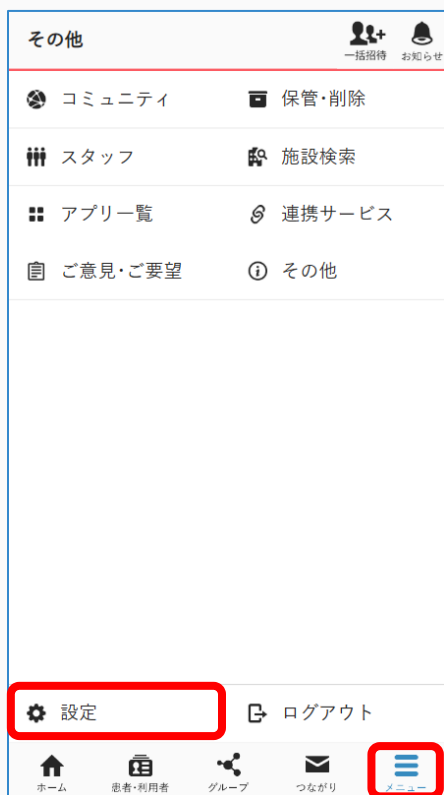 その他
一括招待 お知らせ
コミュニティ 保管・削除
スタッフ 施設検索
アプリ一覧 連携サービス
ご意見・ご要望 その他
設定 ログアウト
ホーム 患者・利用者 グループ つながり メニュー